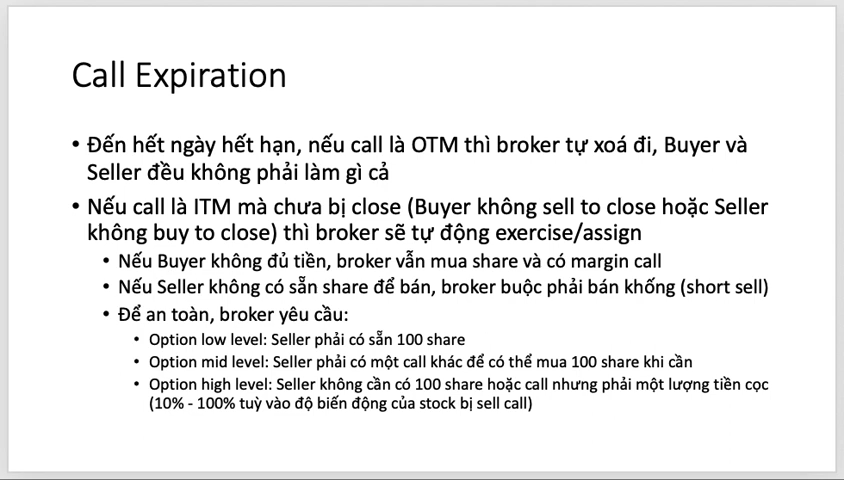 Call Expiration
• Đến hết ngày hết hạn, nếu call là OTM thì broker tự xoá đi, Buyer và
Seller đều không phải làm gì cả
• Nếu call là ITM mà chưa bị close (Buyer không sell to close hoặc Seller
không buy to close) thì broker sẽ tự động exercise/assign
• Nếu Buyer không đủ tiền, broker vẫn mua share và có margin call
• Nếu Seller không có sẵn share để bán, broker buộc phải bán khống (short sell)
• Để an toàn, broker yêu cầu:
• Option low level: Seller phải có sẵn 100 share
• Option mid level: Seller phải có một call khác để có thể mua 100 share khi cần
• Option high level: Seller không cần có 100 share hoặc call nhưng phải một lượng tiền cọc
(10% - 100% tuỳ vào độ biến động của stock bị sell call)